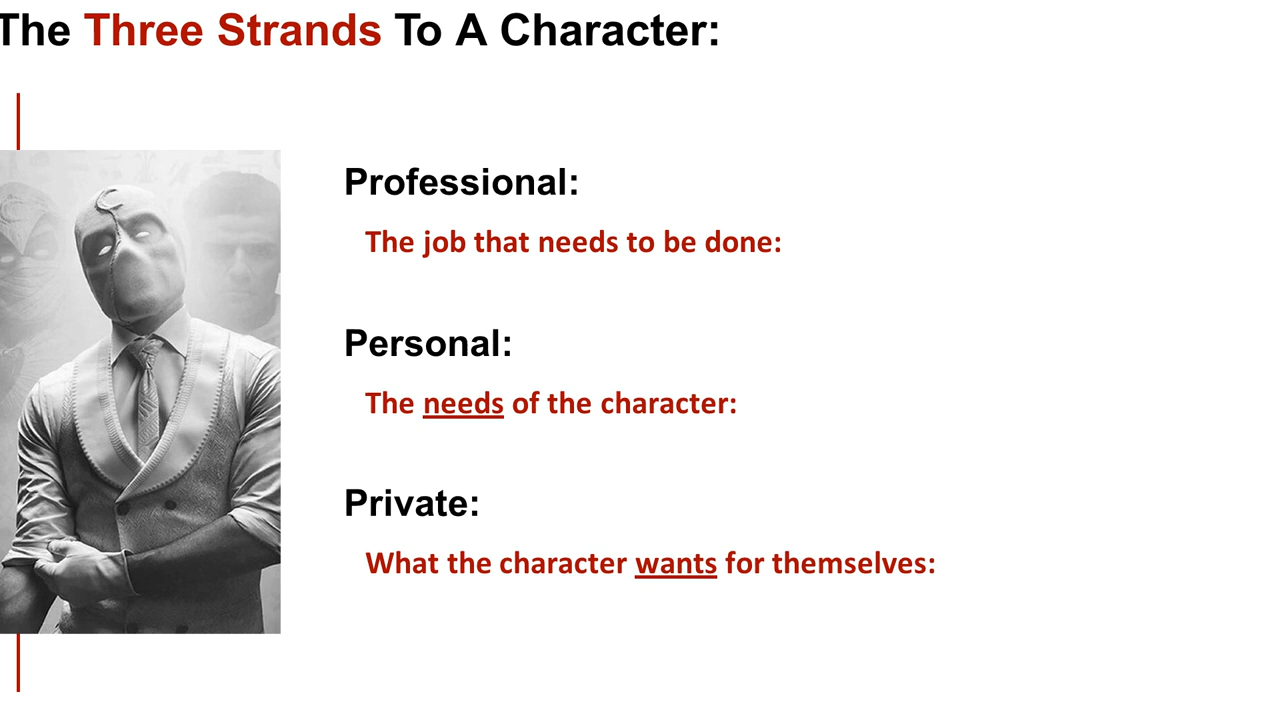 The Three Strands To A Character:
Professional:
The job that needs to be done:
Personal:
The needs of the character:
Private:
What the character wants for themselves: